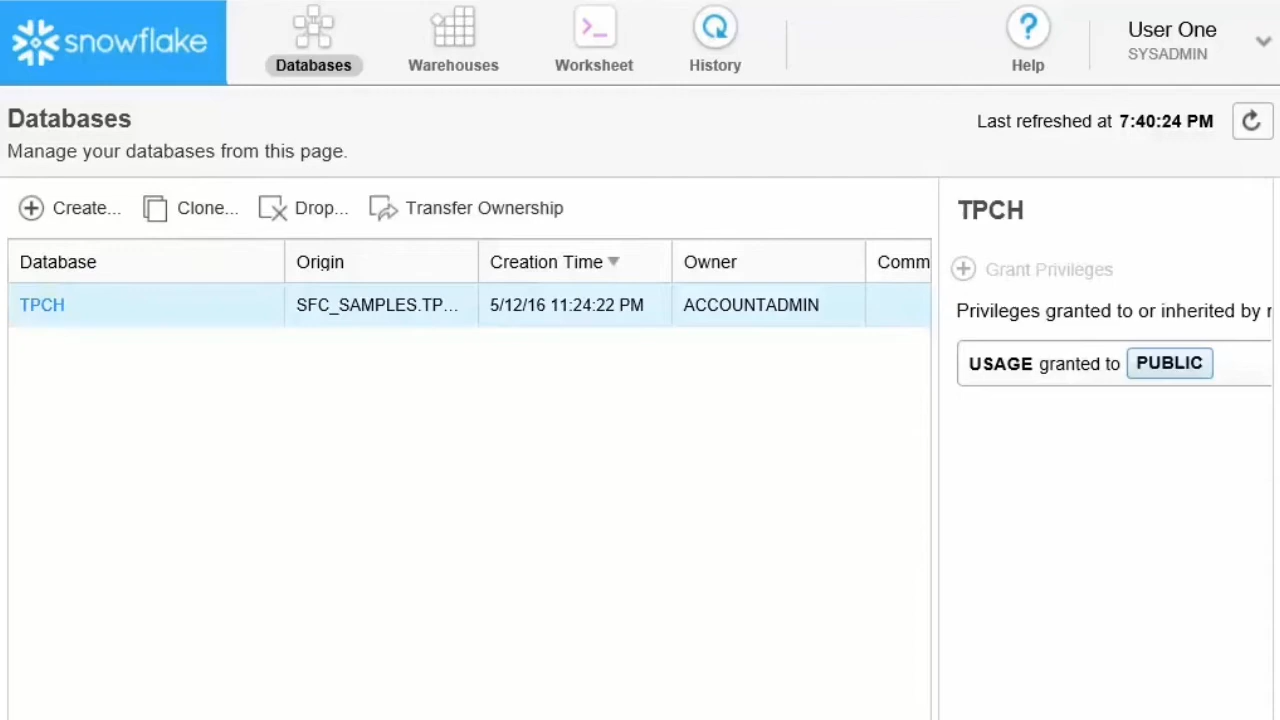 snowflake
Databases
Warehouses
Worksheet
History
Help
User One
SYSADMIN
Databases
Manage your databases from this page.
Last refreshed at 7:40:24 PM
Create... Clone... Drop... Transfer Ownership
Database Origin Creation Time Owner Comm
TPCH SFC_SAMPLES.TP... 5/12/16 11:24:22 PM ACCOUNTADMIN
TPCH
Grant Privileges
Privileges granted to or inherited by
USAGE granted to PUBLIC